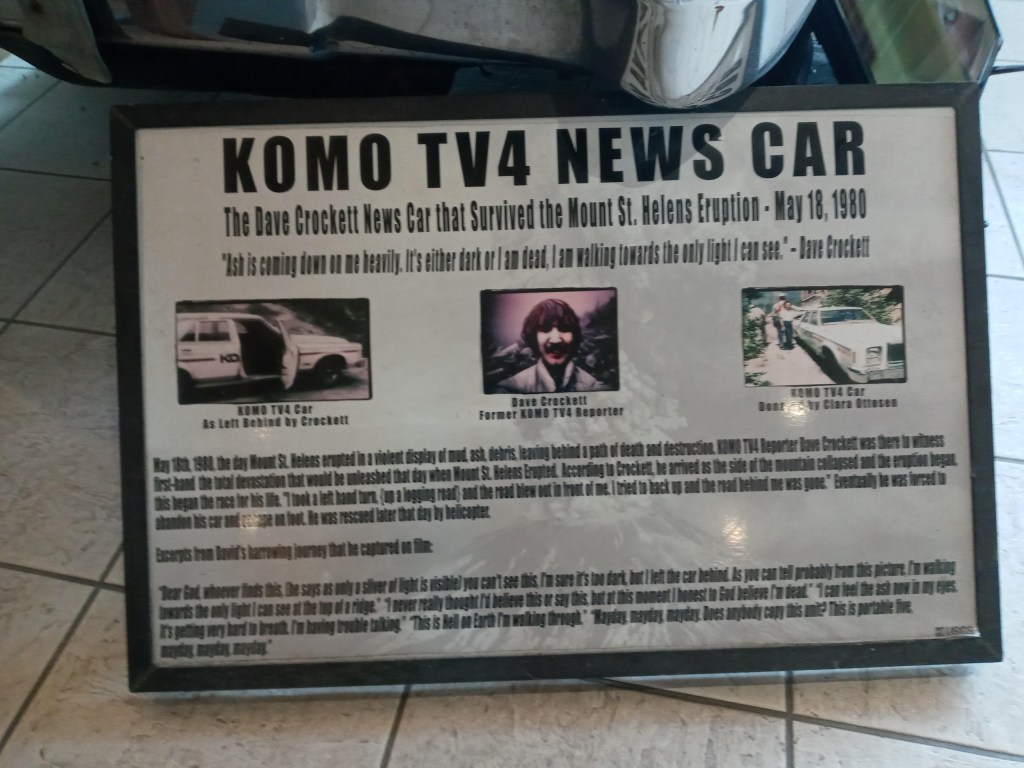 KOMO TV4 NEWS CAR
The Dave Crockett News Car that Survived the Mount St. Helens Eruption - May 18, 1980
"Ash is coming down on me heavily. It's either dark or I am dead, I am walking towards the only light I can see." - Dave Crockett
KO
KOMO TV4 Car
As Left Behind by Crockett
Dave Crockett
Former KOMO TV4 Reporter
KOMO TV4 Car
Donated by Clara Ottosen
May 18th, 1980, the day Mount St. Helens erupted in a violent display of mud, ash, debris, leaving behind a path of death and destruction. KOMO TV4 Reporter Dave Crockett was there to witness
first-hand the total devastation that would be unleashed that day when Mount St. Helens Erupted. According to Crockett, he arrived as the side of the mountain collapsed and the eruption began,
this began the race for his life. "I took a left hand turn, (up a logging road) and the road blew out in front of me. I tried to back up and the road behind me was gone." Eventually he was forced to
abandon his car and escape on foot. He was rescued later that day by helicopter.
Excerpts from David's harrowing journey that he captured on film:
"Dear God, whoever finds this, (he says as only a sliver of light is visible) you can't see this, I'm sure it's too dark, but I left the car behind. As you can tell probably from this picture, I'm walking
towards the only light I can see at the top of a ridge." "I never really thought I'd believe this or say this, but at this moment I honest to God believe I'm dead." "I can feel the ash now in my eyes.
It's getting very hard to breath. I'm having trouble talking." "This is Hell on Earth I'm walking through." "Mayday, mayday, mayday. Does anybody copy this unit? This is portable five,
mayday, mayday, mayday."